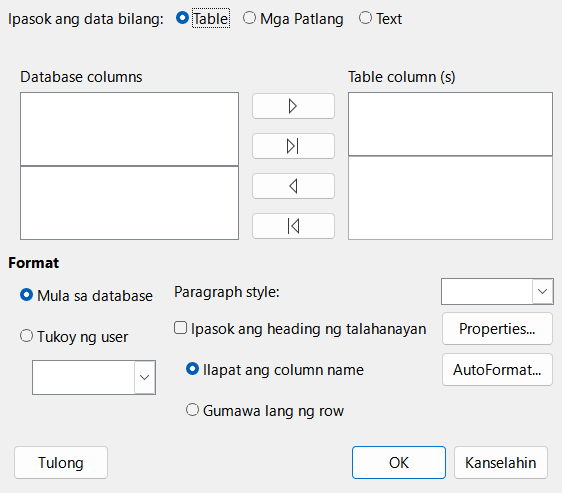 Ipasok ang data bilang: Table Mga Patlang Text
Database columns Table column (s)
Format
Mula sa database Paragraph style:
Ipasok ang heading ng talahanayan Properties...
Tukoy ng user
Ilapat ang column name AutoFormat...
Gumawa lang ng row
Tulong OK Kanselahin